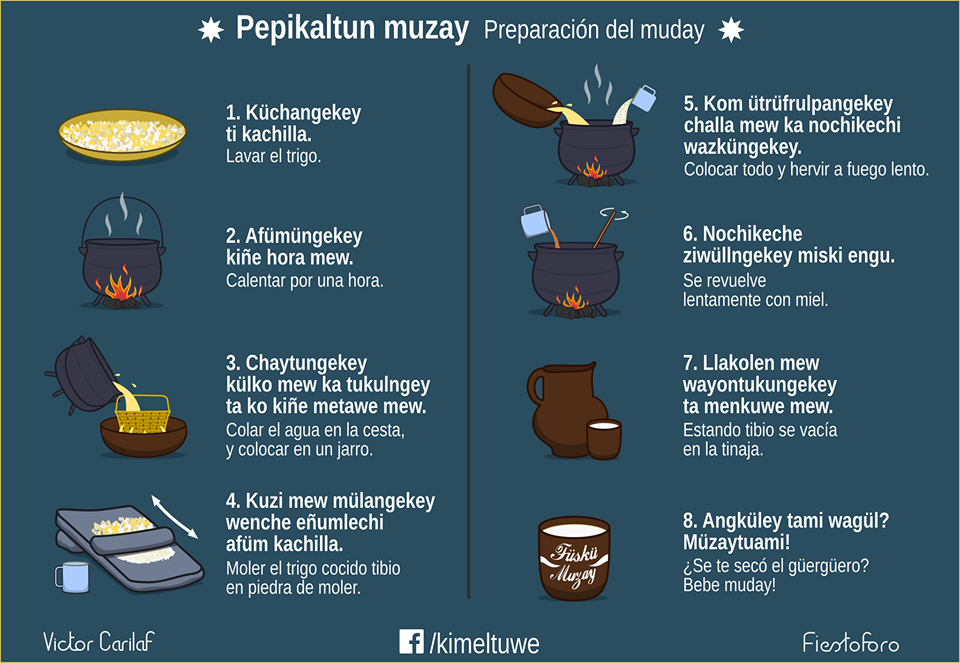 Pepikaltun muzay Preparación del muday
1. Küchangekey
ti kachilla.
Lavar el trigo.
2. Afümüngekey
kiñe hora mew.
Calentar por una hora.
3. Chaytungekey
külko mew ka tukulngey
ta ko kiñe metawe mew.
Colar el agua en la cesta,
y colocar en un jarro.
4. Kuzi mew mülangekey
wenche eñumlechi
afüm kachilla.
Moler el trigo cocido tibio
en piedra de moler.
5. Kom ütrüfrulpangekey
challa mew ka nochikechi
wazküngekey.
Colocar todo y hervir a fuego lento.
6. Nochikeche
ziwüllngekey miski engu.
Se revuelve
lentamente con miel.
7. Llakolen mew
wayontukungekey
ta menkuwe mew.
Estando tibio se vacía
en la tinaja.
8. Angküley tami wagül?
Müzaytuami!
¿Se te secó el güergüero?
Bebe muday!
Füskü
Muzay
Victor Carilaf
/kimeltuwe
Fiestoforo